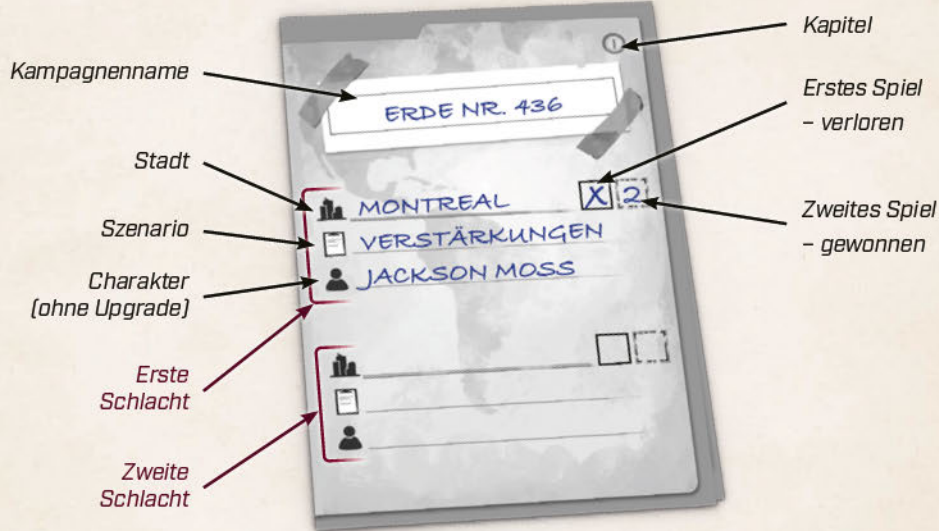 Kapitel
Kampagnenname
Erstes Spiel
– verloren
ERDE NR. 436
Stadt
MONTREAL X 2
Zweites Spiel
– gewonnen
Szenario
VERSTÄRKUNGEN
Charakter
(ohne Upgrade)
JACKSON MOSS
Erste
Schlacht
Zweite
Schlacht